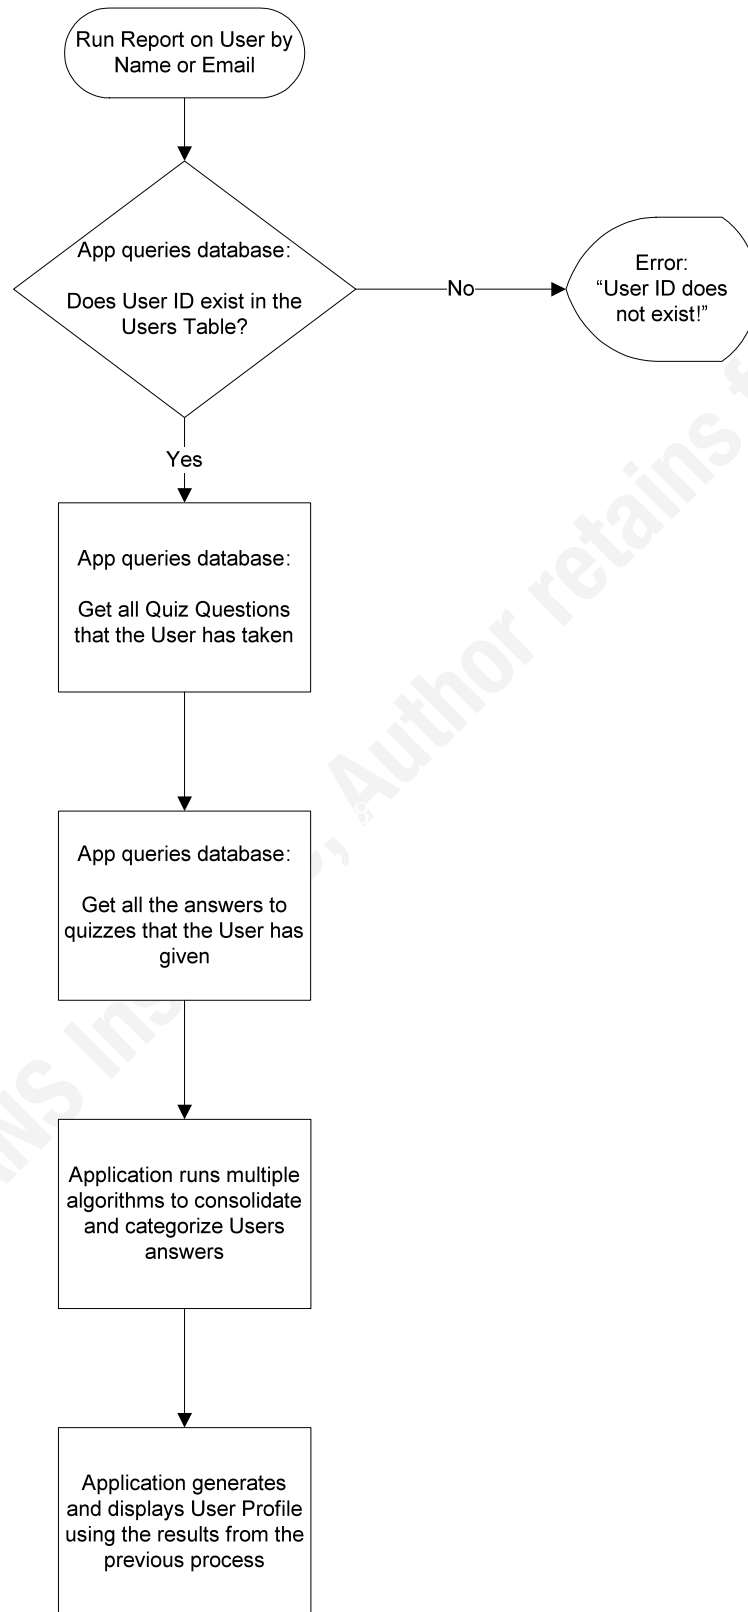 Run Report on User by
Name or Email
App queries database:
Does User ID exist in the
Users Table?
No
Error:
“User ID does
not exist!”
Yes
App queries database:
Get all Quiz Questions
that the User has taken
App queries database:
Get all the answers to
quizzes that the User has
given
Application runs multiple
algorithms to consolidate
and categorize Users
answers
Application generates
and displays User Profile
using the results from the
previous process
Author retains